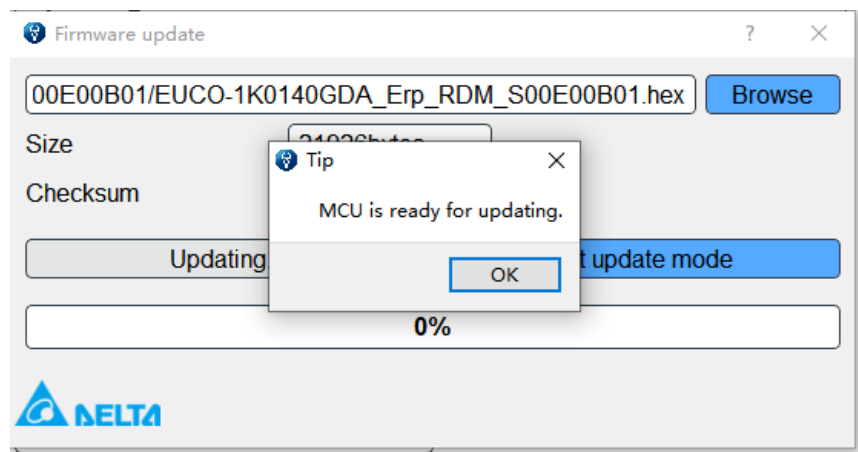 Firmware update
00E00B01/EUCO-1K0140GDA_Erp_RDM_S00E00B01.hex
Browse
Size
Tip
Checksum
MCU is ready for updating.
Updating
update mode
OK
0%
DELTA